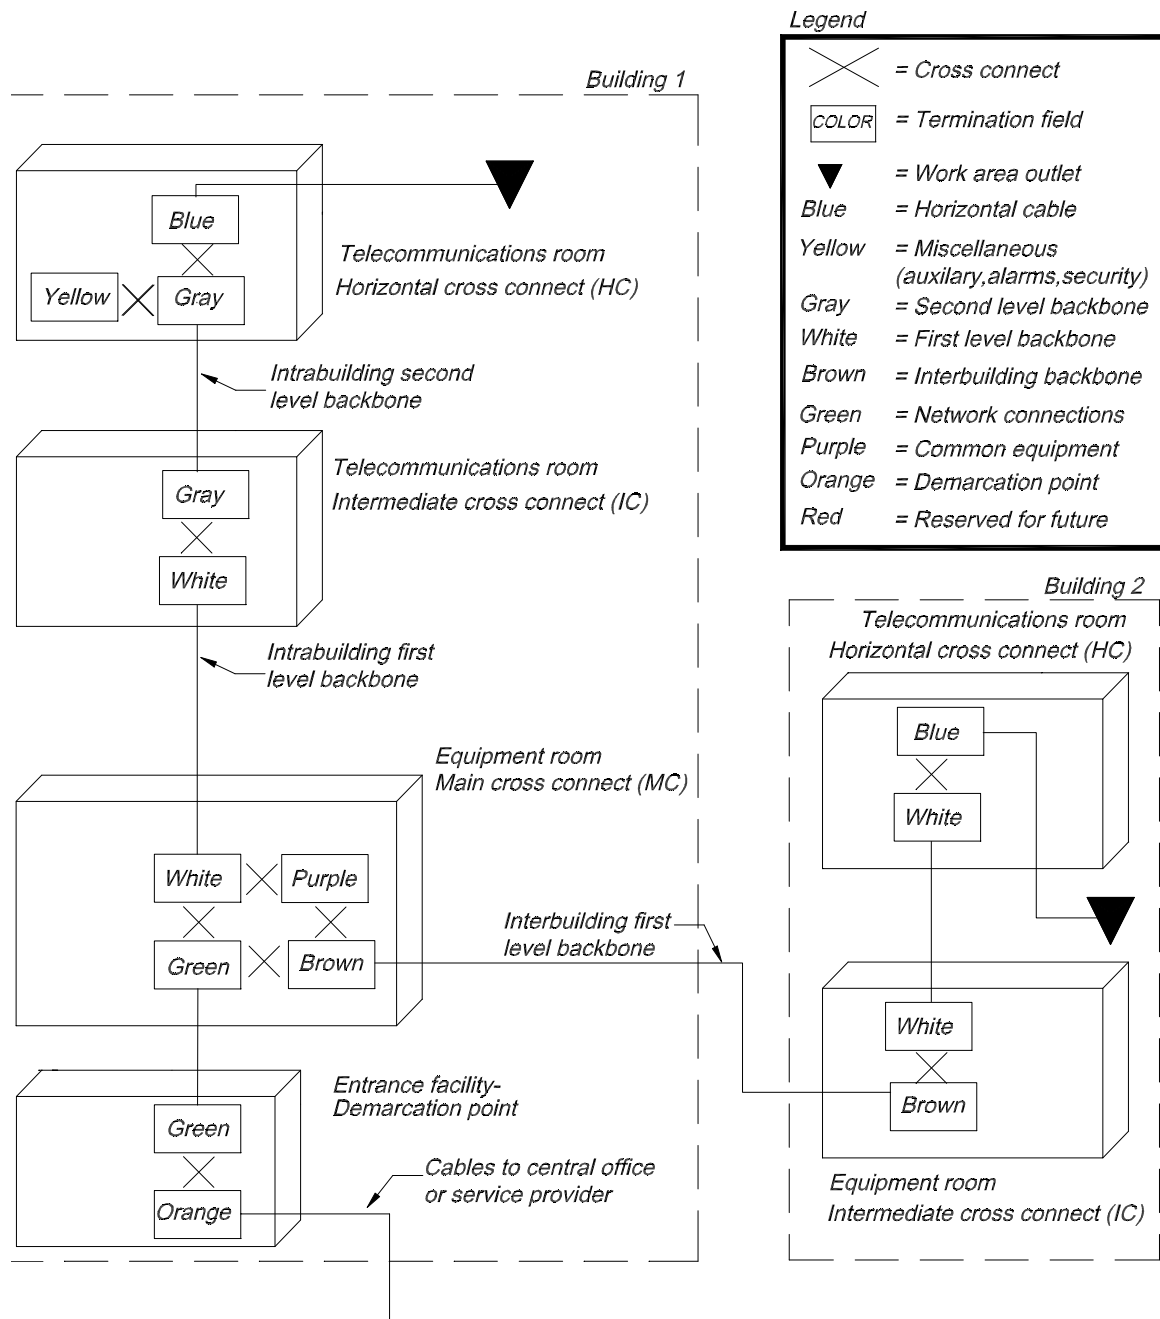 Legend
= Cross connect
COLOR = Termination field
= Work area outlet
Blue = Horizontal cable
Yellow = Miscellaneous
(auxilary,alarms,security)
Gray = Second level backbone
White = First level backbone
Brown = Interbuilding backbone
Green = Network connections
Purple = Common equipment
Orange = Demarcation point
Red = Reserved for future
Building 1
Blue
Yellow
Gray
Telecommunications room
Horizontal cross connect (HC)
Intrabuilding second
level backbone
Gray
White
Telecommunications room
Intermediate cross connect (IC)
Intrabuilding first
level backbone
Equipment room
Main cross connect (MC)
White
Purple
Green
Brown
Interbuilding first
level backbone
Green
Orange
Entrance facility-
Demarcation point
Cables to central office
or service provider
Building 2
Telecommunications room
Horizontal cross connect (HC)
Blue
White
White
Brown
Equipment room
Intermediate cross connect (IC)